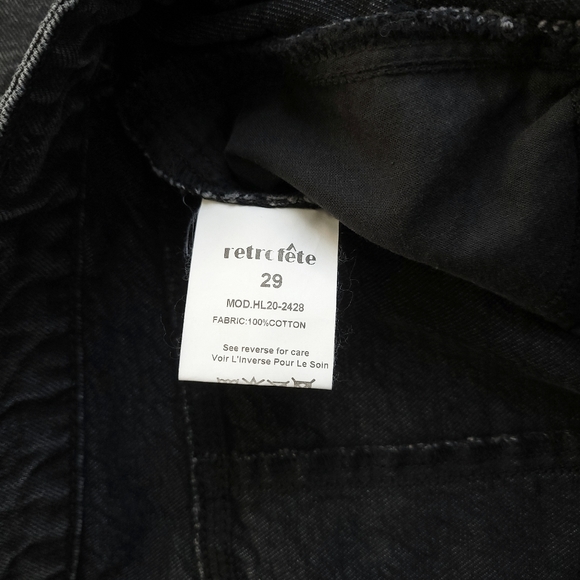 retrofête
29
MOD.HL20-2428
FABRIC:100%COTTON
See reverse for care
Voir L'inverse Pour Le Soin